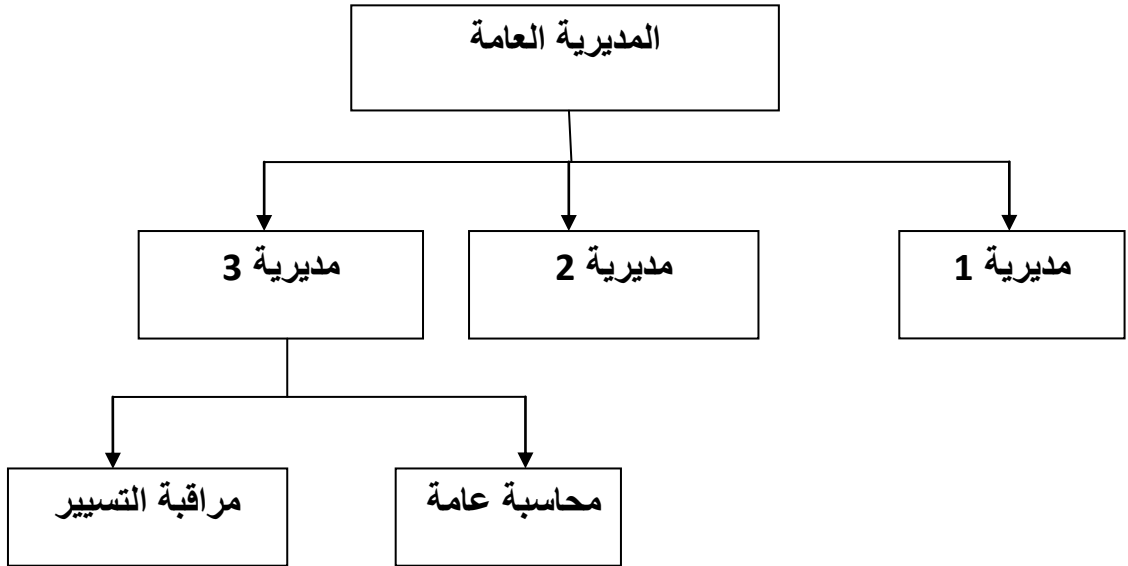 المديرية العامة
مديرية 1
مديرية 2
مديرية 3
محاسبة عامة
مراقبة التسيير